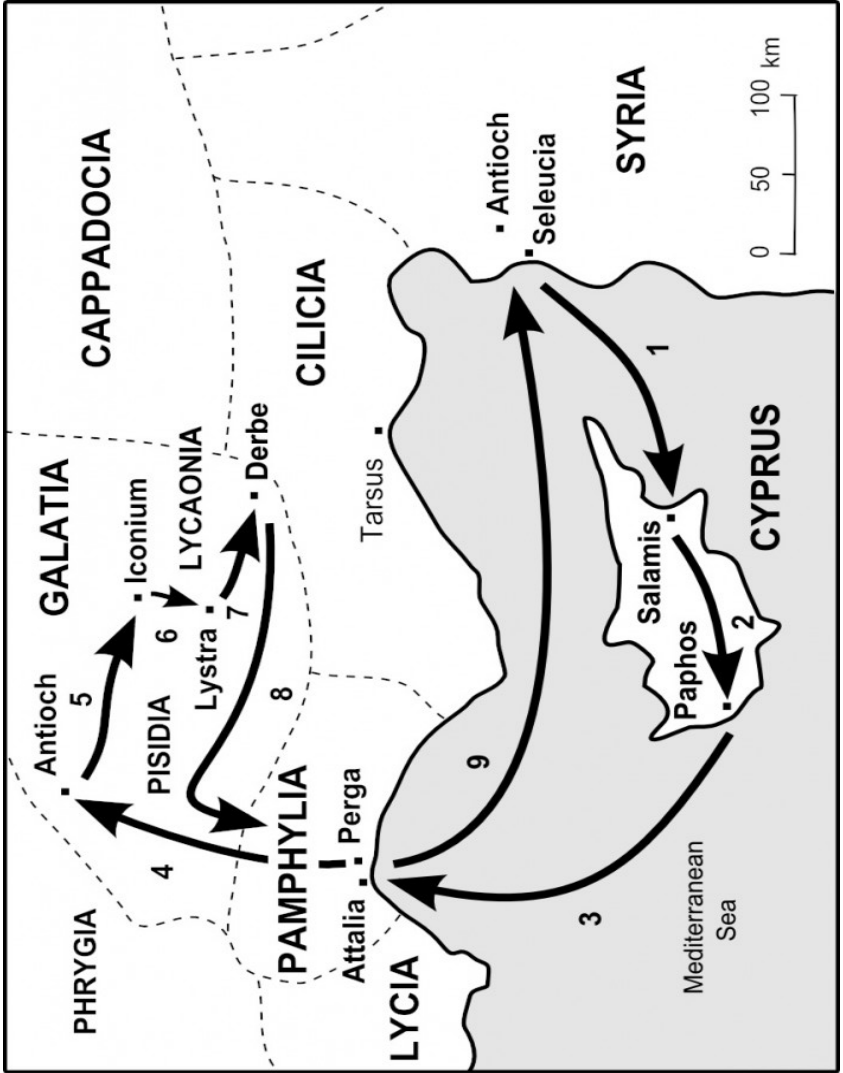 Antioch
GALATIA
PHRYGIA
5
CAPPADOCIA
Iconium
4
PISIDIA
6
LYCAONIA
Lystra
7
Derbe
8
PAMPHYLIA
CILICIA
Attalia
Perga
Tarsus
LYCIA
9
Antioch
Seleucia
3
SYRIA
Salamis
1
Paphos
Mediterranean
Sea
2
CYPRUS
0 50 100 km